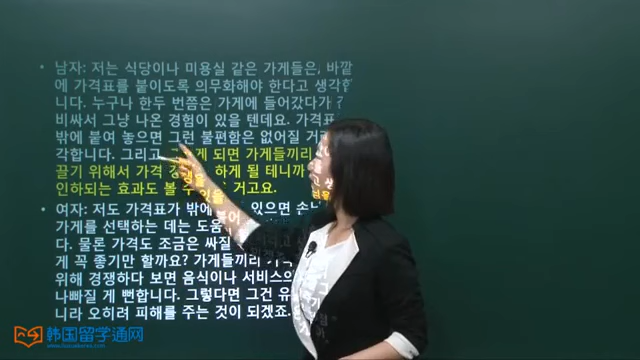 • 남자: 저는 식당이나 미용실 같은 가게들은, 바깥
에 가격표를 붙이도록 의무화해야 한다고 생각합
니다. 누구나 한두 번쯤은 가게에 들어갔다가
비싸서 그냥 나온 경험이 있을 텐데요. 가격표
밖에 붙여 놓으면 그런 불편함은 없어질
각합니다. 그리고 되면 가게들끼리
끌기 위해서 가격 하게 될 테니까
인하되는 효과도 볼 수 거고요.
• 여자: 저도 가격표가 밖에 있으면
가게를 선택하는 데는
다. 물론 가격도 조금은 싸질
게 꼭 좋기만 할까요? 가게들끼리
위해 경쟁하다 보면 음식이나 서비스의
나빠질 게 뻔합니다. 그렇다면 그건
니라 오히려 피해를 주는 것이 되겠죠.
韩国留学通网